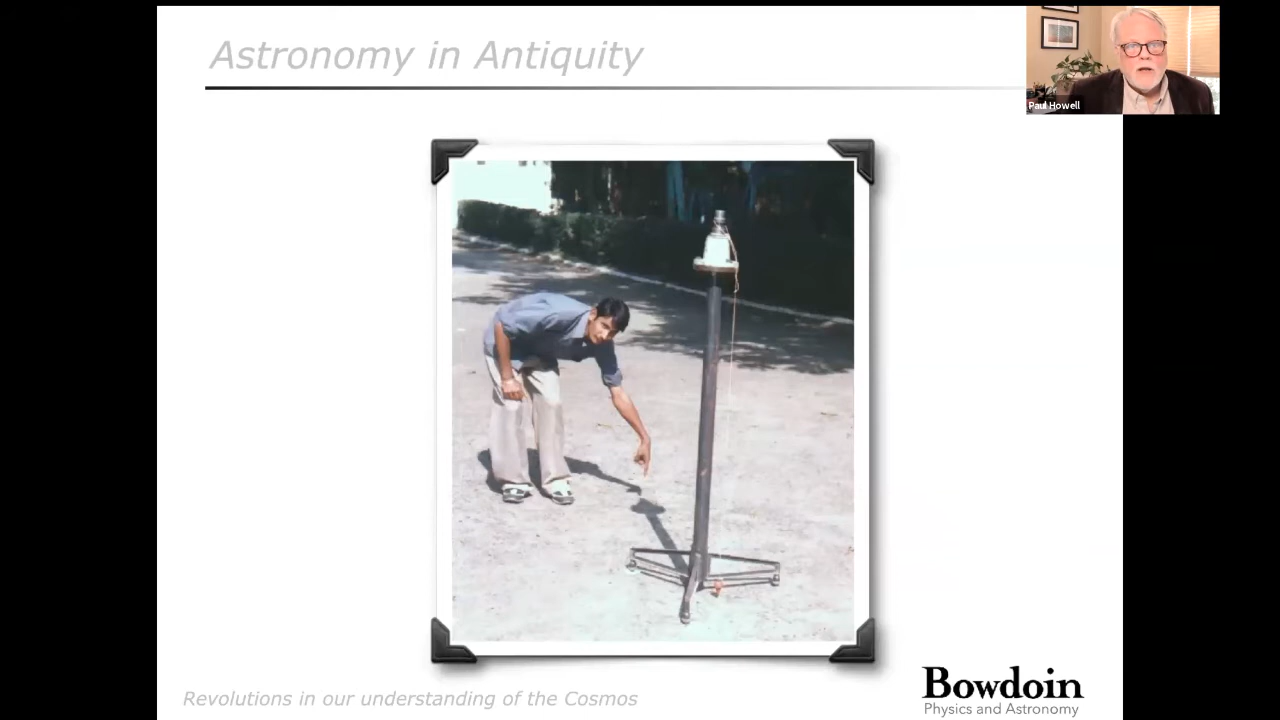 Astronomy in Antiquity
Paul Howell
Revolutions in our understanding of the Cosmos
Bowdoin
Physics and Astronomy